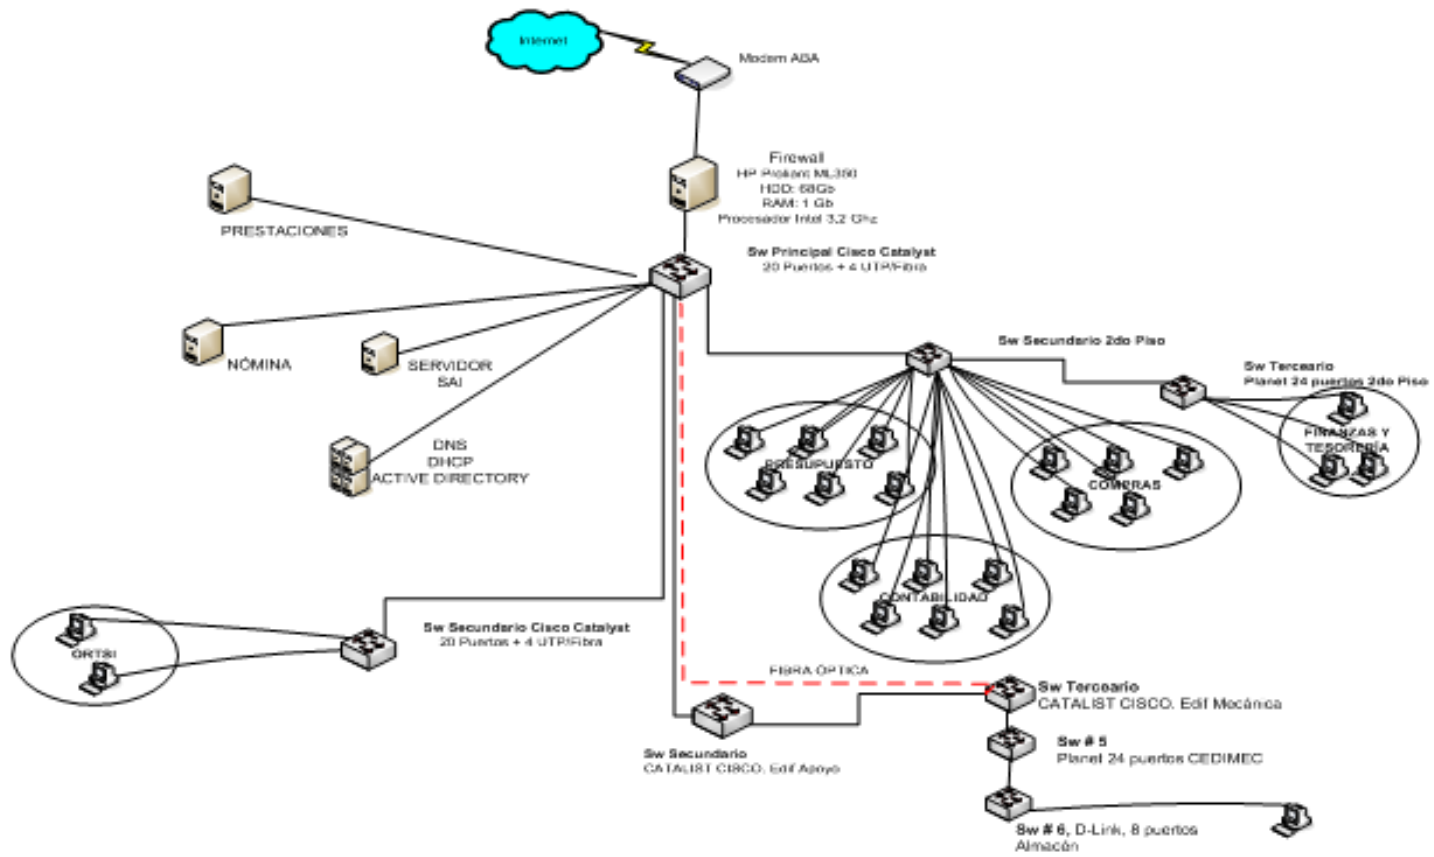 Internet
Modem ABA
Firewall
HP Proliant ML350
HDD: 68Gb
RAM: 1 Gb
Procesador Intel 3,2 Ghz
PRESTACIONES
Sw Principal Cisco Catalyst
20 Puertos + 4 UTP/Fibra
NÓMINA
SERVIDOR
SAI
Sw Secundario 2do Piso
Sw Terceario
Planet 24 puertos 2do Piso
FINANZAS Y
TESORERÍA
PRESUPUESTO
COMPRAS
DNS
DHCP
ACTIVE DIRECTORY
CONTABILIDAD
ORTSI
Sw Secundario Cisco Catalyst
20 Puertos + 4 UTP/Fibra
FIBRA ÓPTICA
Sw Terceario
CATALIST CISCO. Edif Mecánica
Sw Secundario
CATALIST CISCO. Edif Apoyo
Sw # 5
Planet 24 puertos CEDIMEC
Sw # 6, D-Link, 8 puertos
Almacén